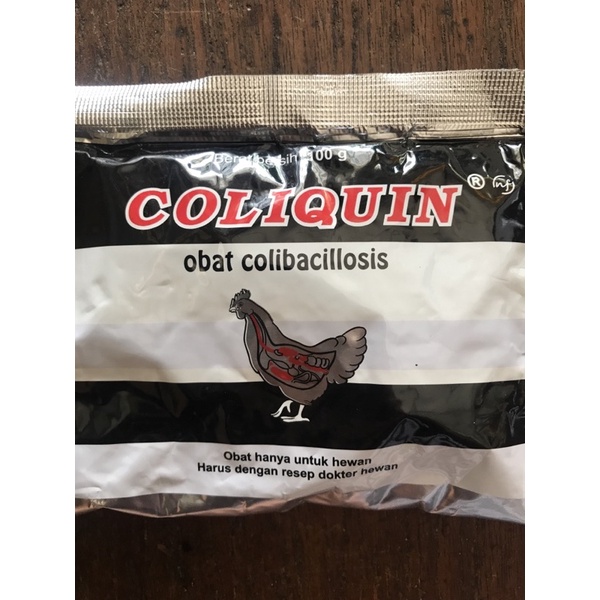 Berat bersih 100 g
COLIQUIN ®
obat colibacillosis
Obat hanya untuk hewan
Harus dengan resep dokter hewan